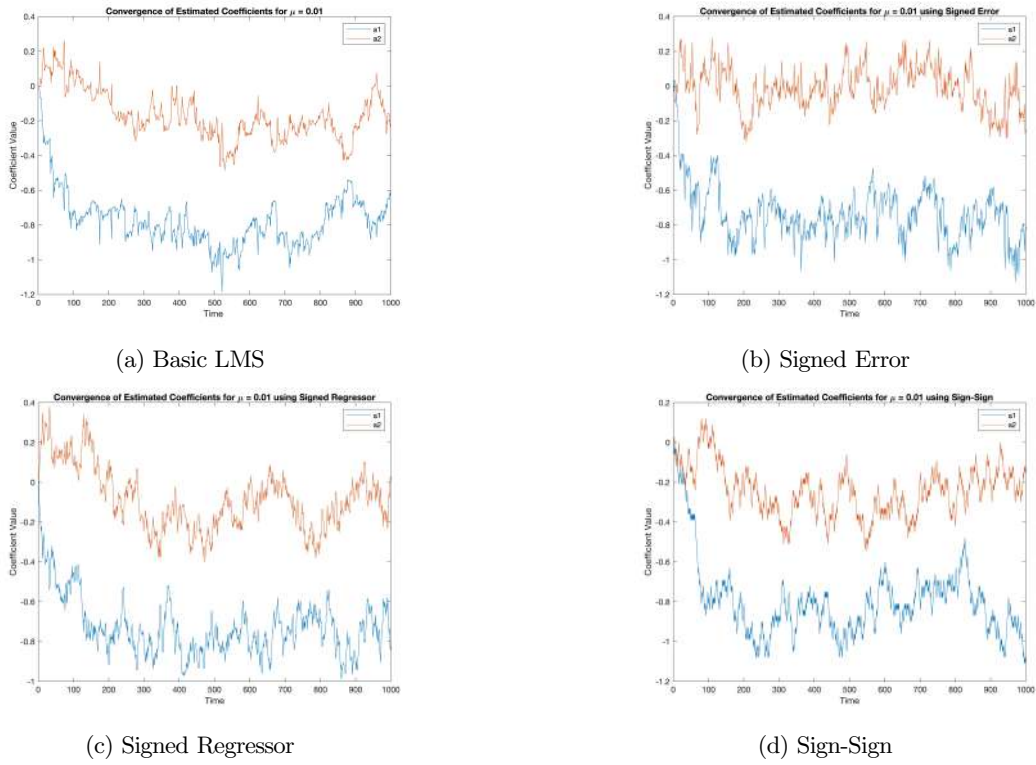 Convergence of Estimated Coefficients for μ = 0.01
0.4
0.2
0
-0.2
-0.4
-0.6
-0.8
-1
-1.2
Coefficient Value
a1
a2
0 100 200 300 400 500 600 700 800 900 1000
Time
(a) Basic LMS
Convergence of Estimated Coefficients for μ = 0.01 using Signed Error
0.4
0.2
0
-0.2
-0.4
-0.6
-0.8
-1
-1.2
Coefficient Value
a1
a2
0 100 200 300 400 500 600 700 800 900 1000
Time
(b) Signed Error
Convergence of Estimated Coefficients for μ = 0.01 using Signed Regressor
0.4
0.2
0
-0.2
-0.4
-0.6
-0.8
-1
Coefficient Value
a1
a2
0 100 200 300 400 500 600 700 800 900 1000
Time
(c) Signed Regressor
Convergence of Estimated Coefficients for μ = 0.01 using Sign-Sign
0.2
0
-0.2
-0.4
-0.6
-0.8
-1
-1.2
Coefficient Value
a1
a2
0 100 200 300 400 500 600 700 800 900 1000
Time
(d) Sign-Sign